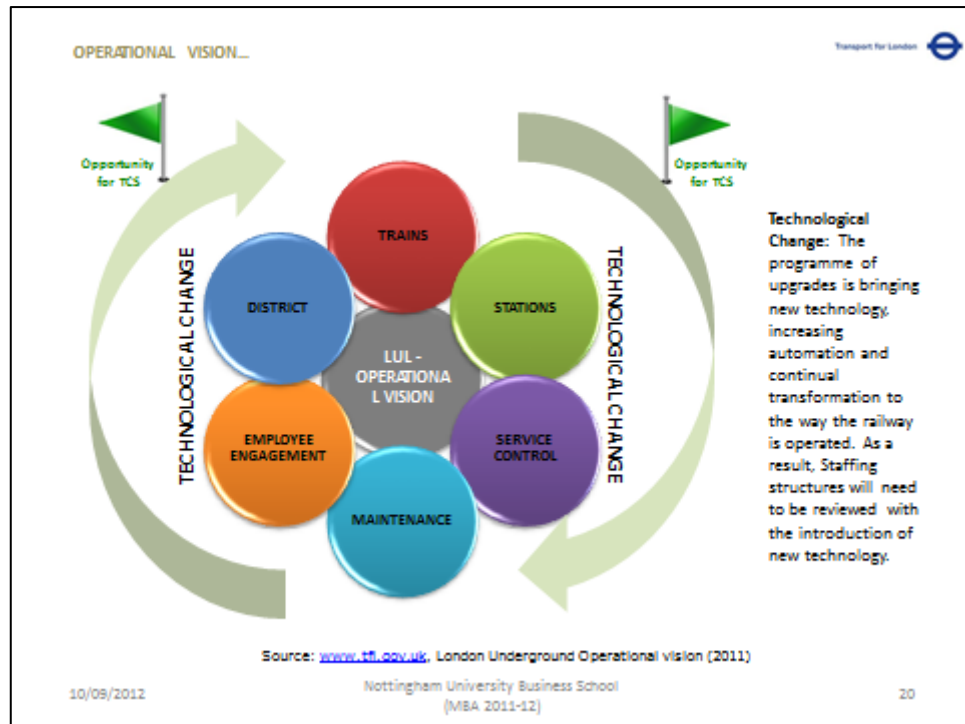 OPERATIONAL VISION...
Transport for London
Opportunity
for TCS
Opportunity
for TCS
TECHNOLOGICAL CHANGE
TRAINS
DISTRICT
STATIONS
LUL -
OPERATIONA
L VISION
EMPLOYEE
ENGAGEMENT
SERVICE
CONTROL
MAINTENANCE
TECHNOLOGICAL CHANGE
Technological
Change: The
programme of
upgrades is bringing
new technology,
increasing
automation and
continual
transformation to
the way the railway
is operated. As a
result, Staffing
structures will need
to be reviewed with
the introduction of
new technology.
Source: www.tfl.gov.uk, London Underground Operational vision (2011)
10/09/2012
Nottingham University Business School
(MBA 2011-12)
20